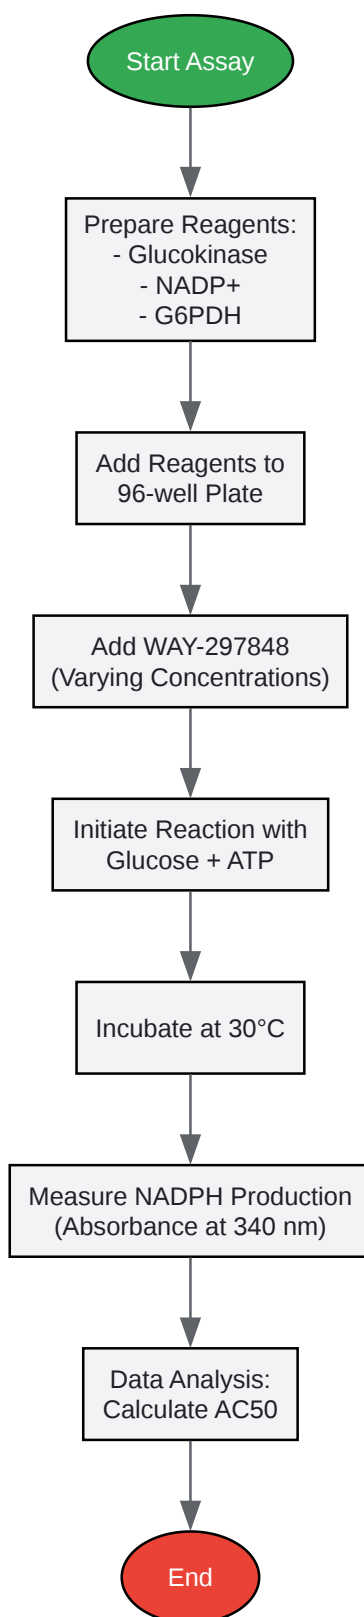 Start Assay
Prepare Reagents:
- Glucokinase
- NADP+
- G6PDH
Add Reagents to
96-well Plate
Add WAY-297848
(Varying Concentrations)
Initiate Reaction with
Glucose + ATP
Incubate at 30°C
Measure NADPH Production
(Absorbance at 340 nm)
Data Analysis:
Calculate AC50
End